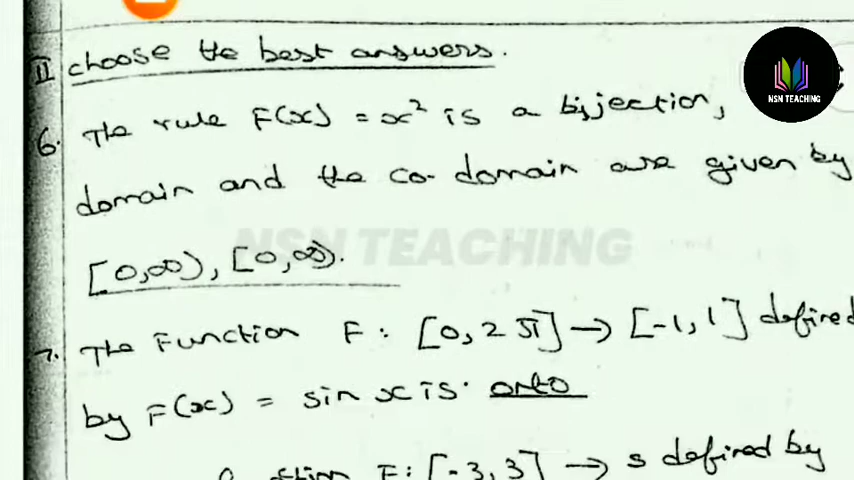 II choose the best answers.
NSN TEACHING
6. The rule F(x) = x² is a bijection,
domain and the co-domain are given by
NSN TEACHING
[0,∞), [0,∞).
7. The Function F: [0, 2π] → [-1, 1] defined
by F(x) = sin x is. onto
F: [-3, 3] → s defined by